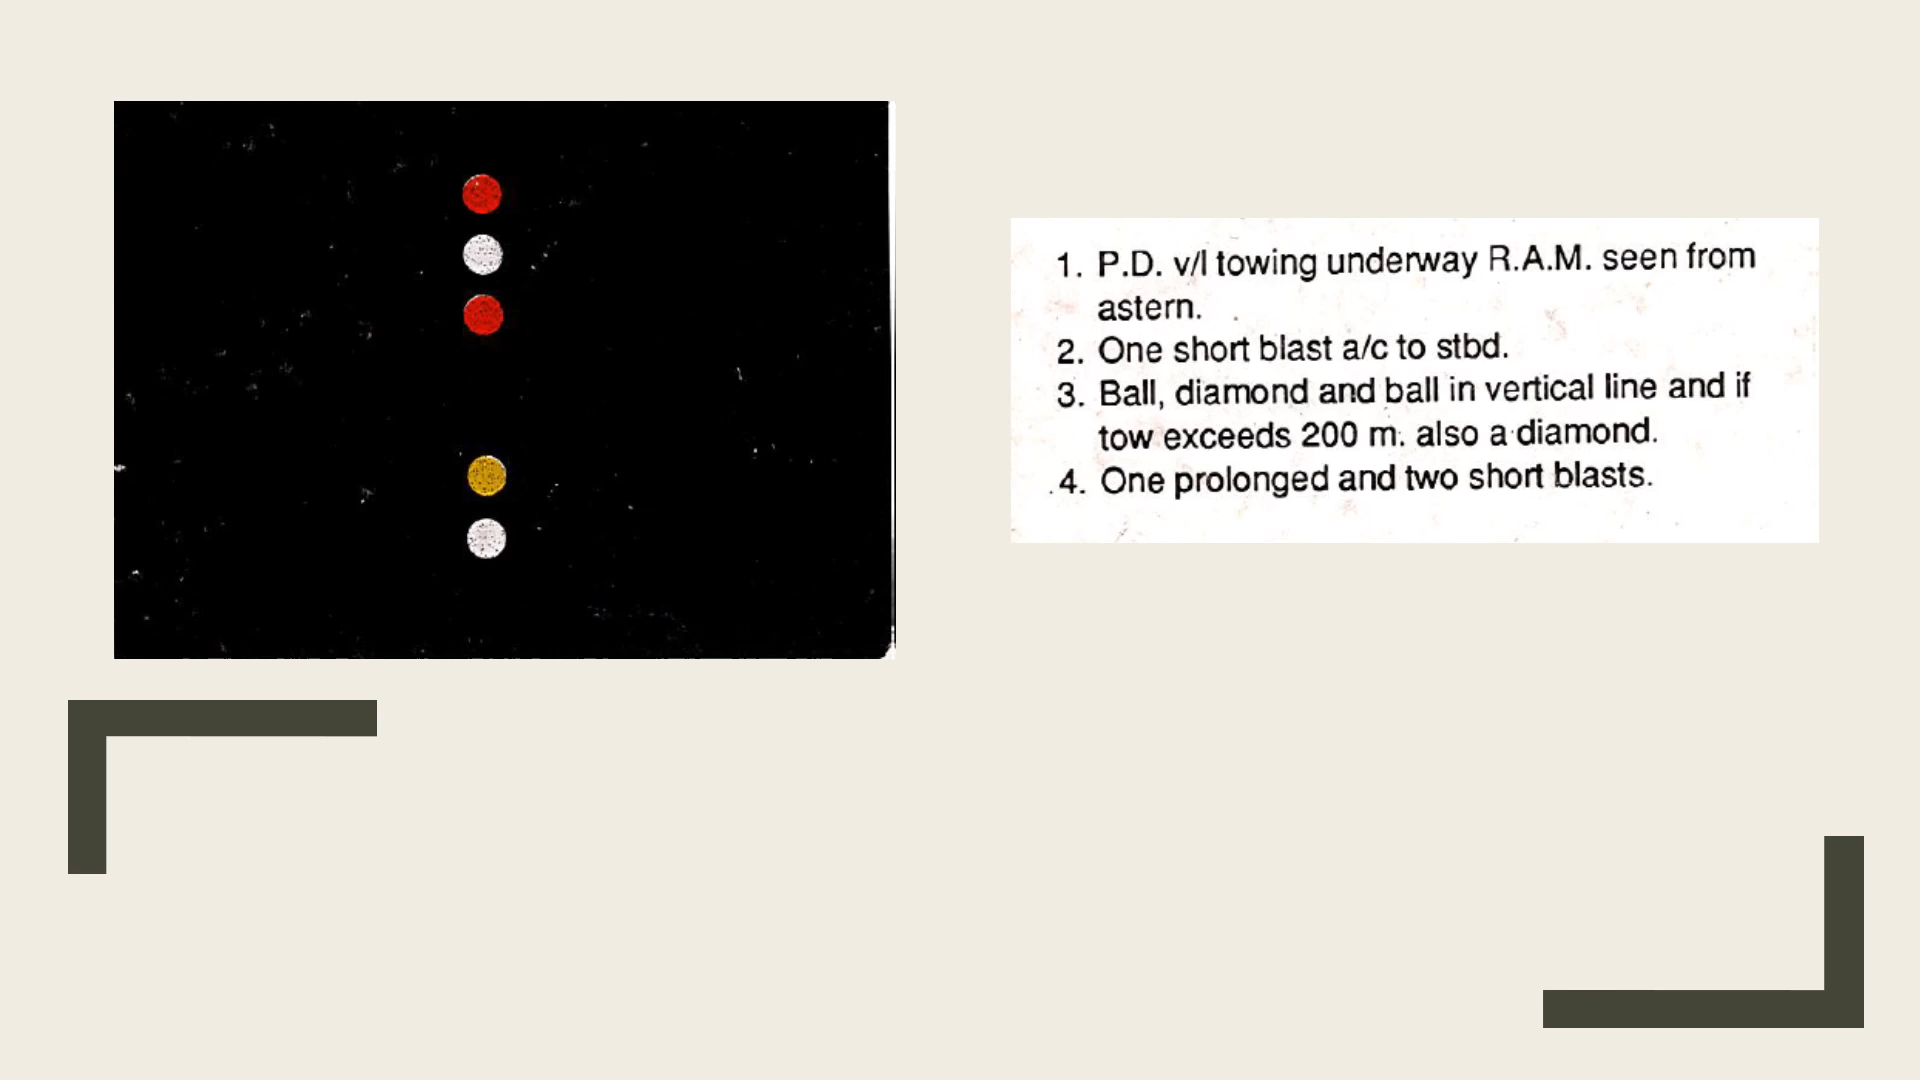 1. P.D. v/l towing underway R.A.M. seen from
astern.
2. One short blast a/c to stbd.
3. Ball, diamond and ball in vertical line and if
tow exceeds 200 m. also a diamond.
4. One prolonged and two short blasts.